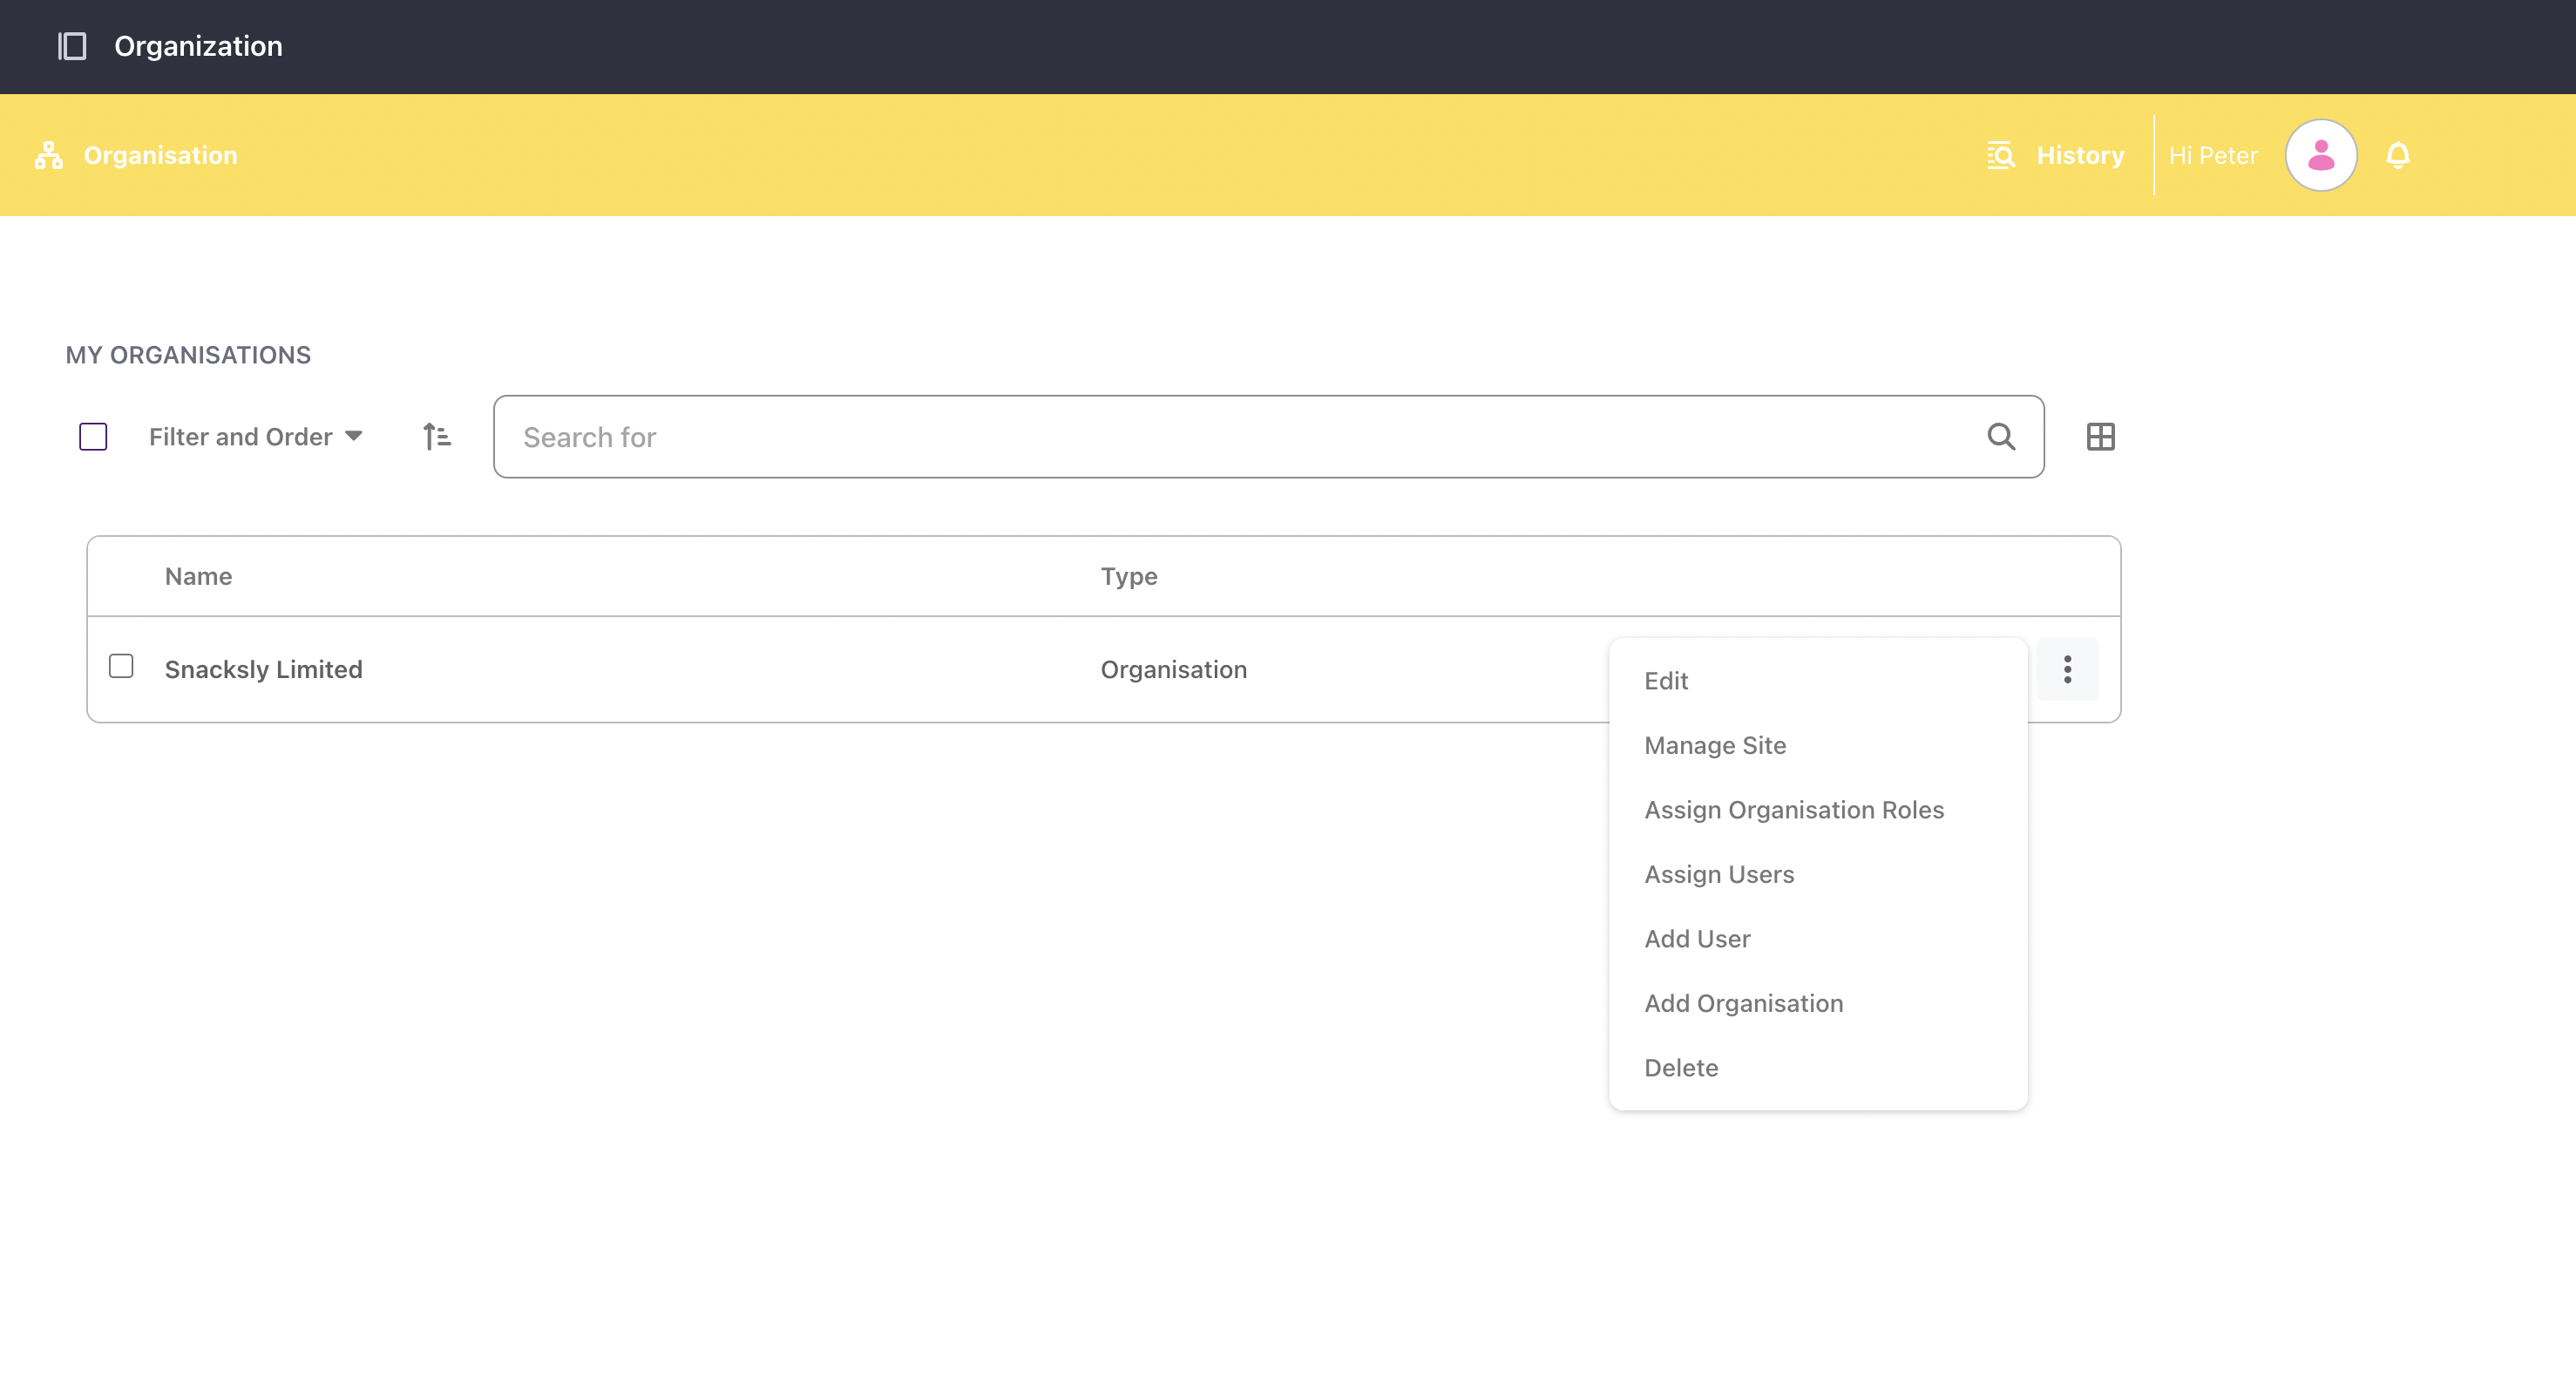 Organization
Organisation
History
Hi Peter
MY ORGANISATIONS
Filter and Order
Search for
Name Type
Snacksly Limited Organisation
Edit
Manage Site
Assign Organisation Roles
Assign Users
Add User
Add Organisation
Delete